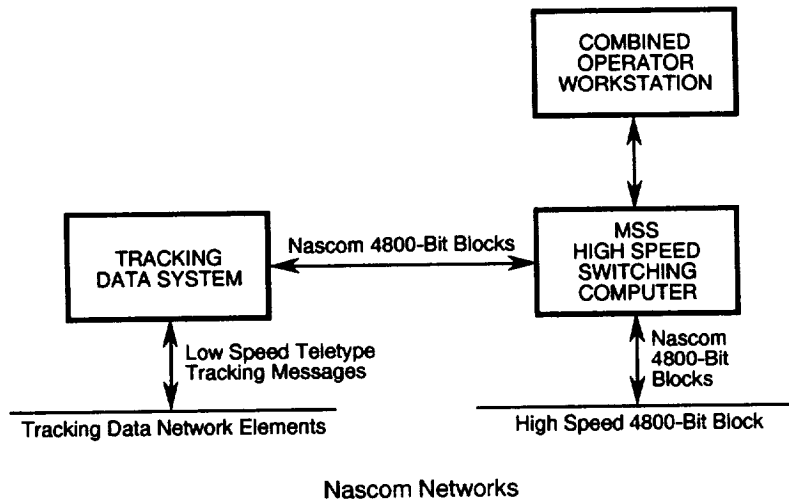 COMBINED
OPERATOR
WORKSTATION
TRACKING
DATA SYSTEM
Nascom 4800-Bit Blocks
MSS
HIGH SPEED
SWITCHING
COMPUTER
Low Speed Teletype
Tracking Messages
Nascom
4800-Bit
Blocks
Tracking Data Network Elements
High Speed 4800-Bit Block
Nascom Networks